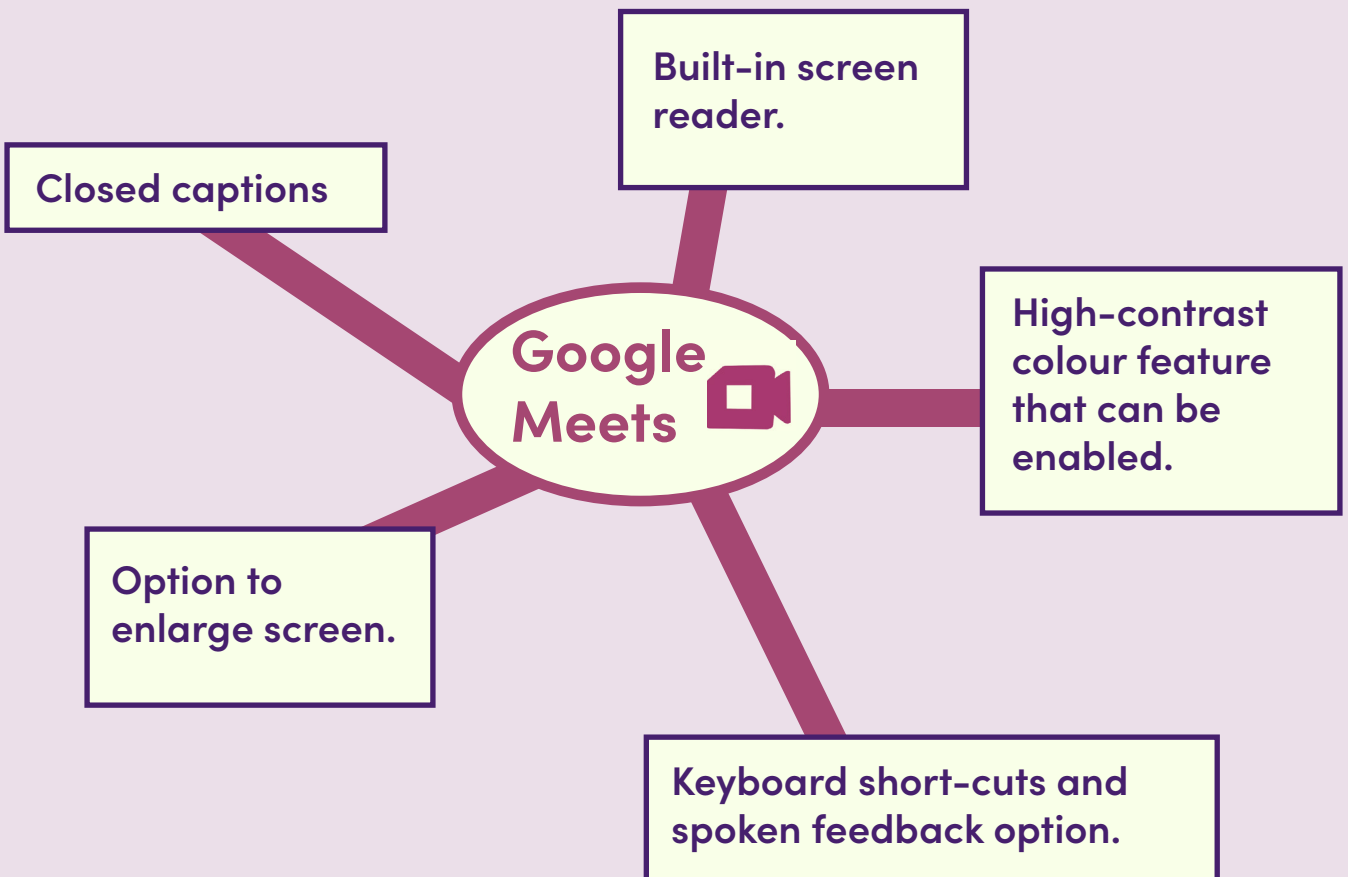 Built-in screen
reader.
Closed captions
High-contrast
colour feature
that can be
enabled.
Google
Meets
Option to
enlarge screen.
Keyboard short-cuts and
spoken feedback option.